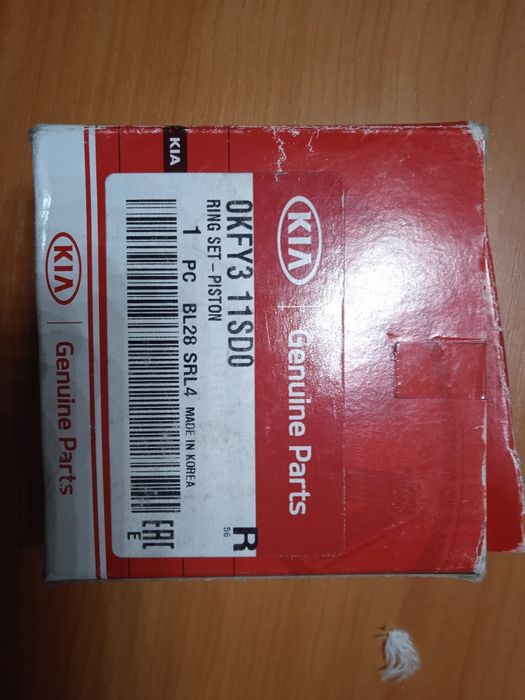 KIA
0KFY3 11SD0
RING SET - PISTON
1 PC BL28 SRL4 MADE IN KOREA
R
56
EAC
E
KIA
Genuine Parts
KIA
Genuine Parts